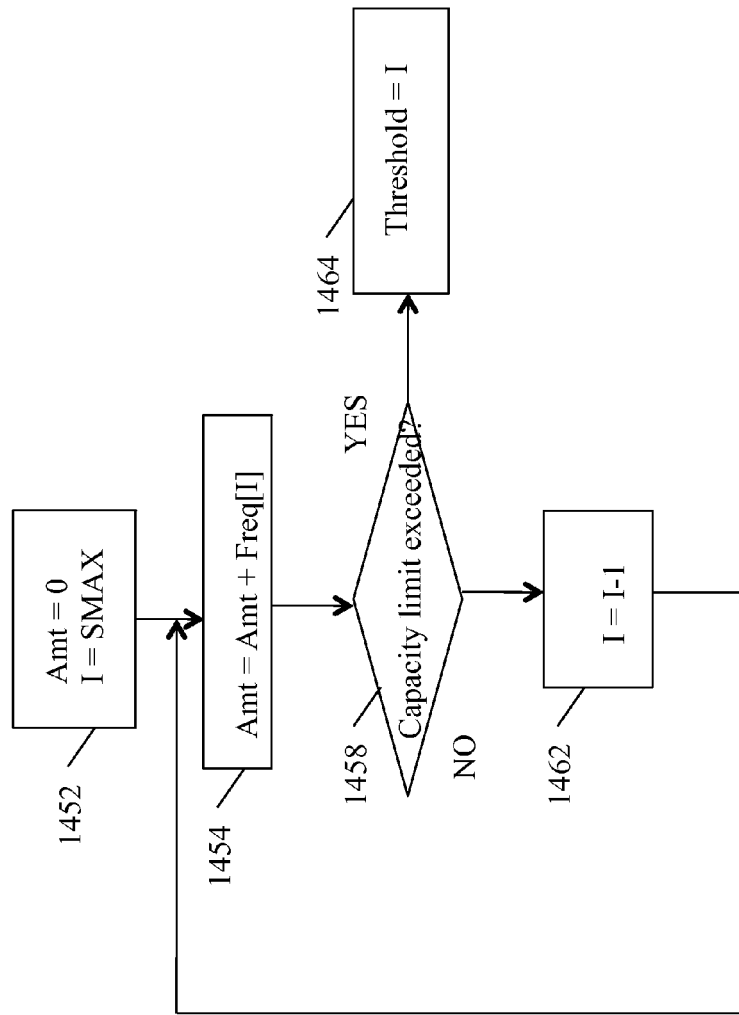 Amt = 0
I = SMAX
1452
Amt = Amt + Freq[I]
1454
Capacity limit exceeded?
1458
YES
NO
Threshold = I
1464
I = I-1
1462